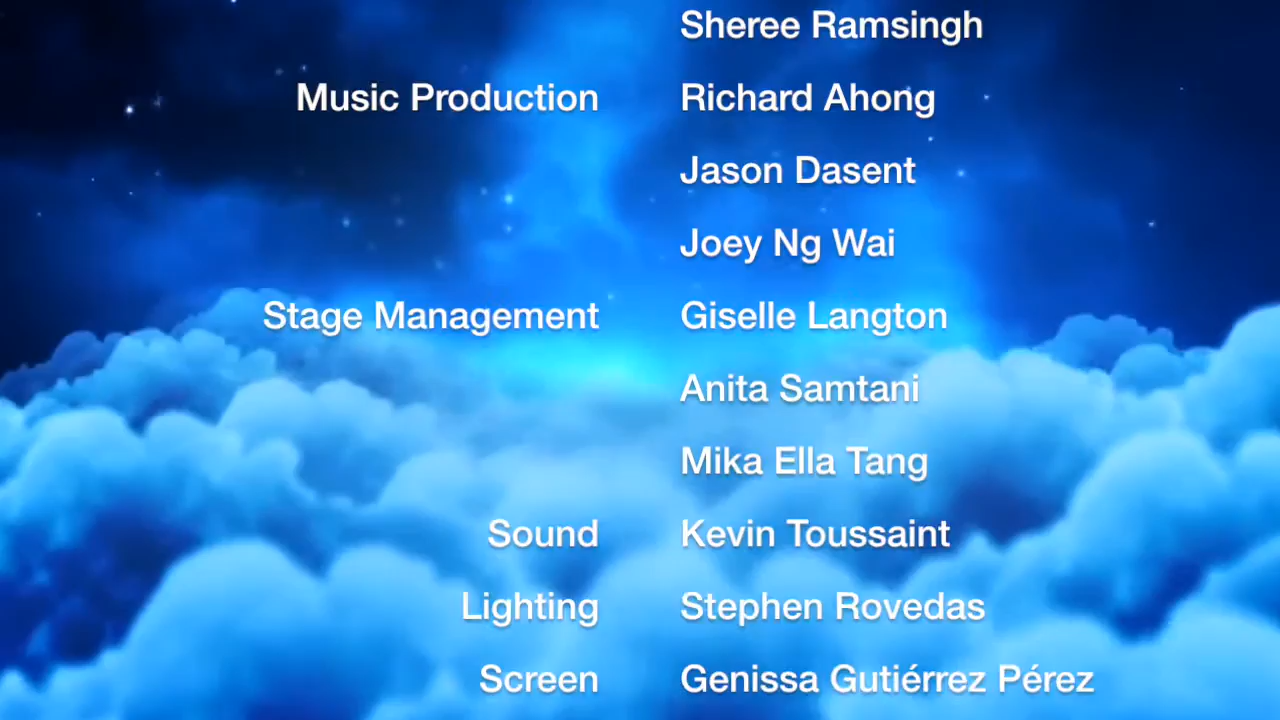 Sheree Ramsingh
Music Production Richard Ahong
Jason Dasent
Joey Ng Wai
Stage Management Giselle Langton
Anita Samtani
Mika Ella Tang
Sound Kevin Toussaint
Lighting Stephen Rovedas
Screen Genissa Gutiérrez Pérez